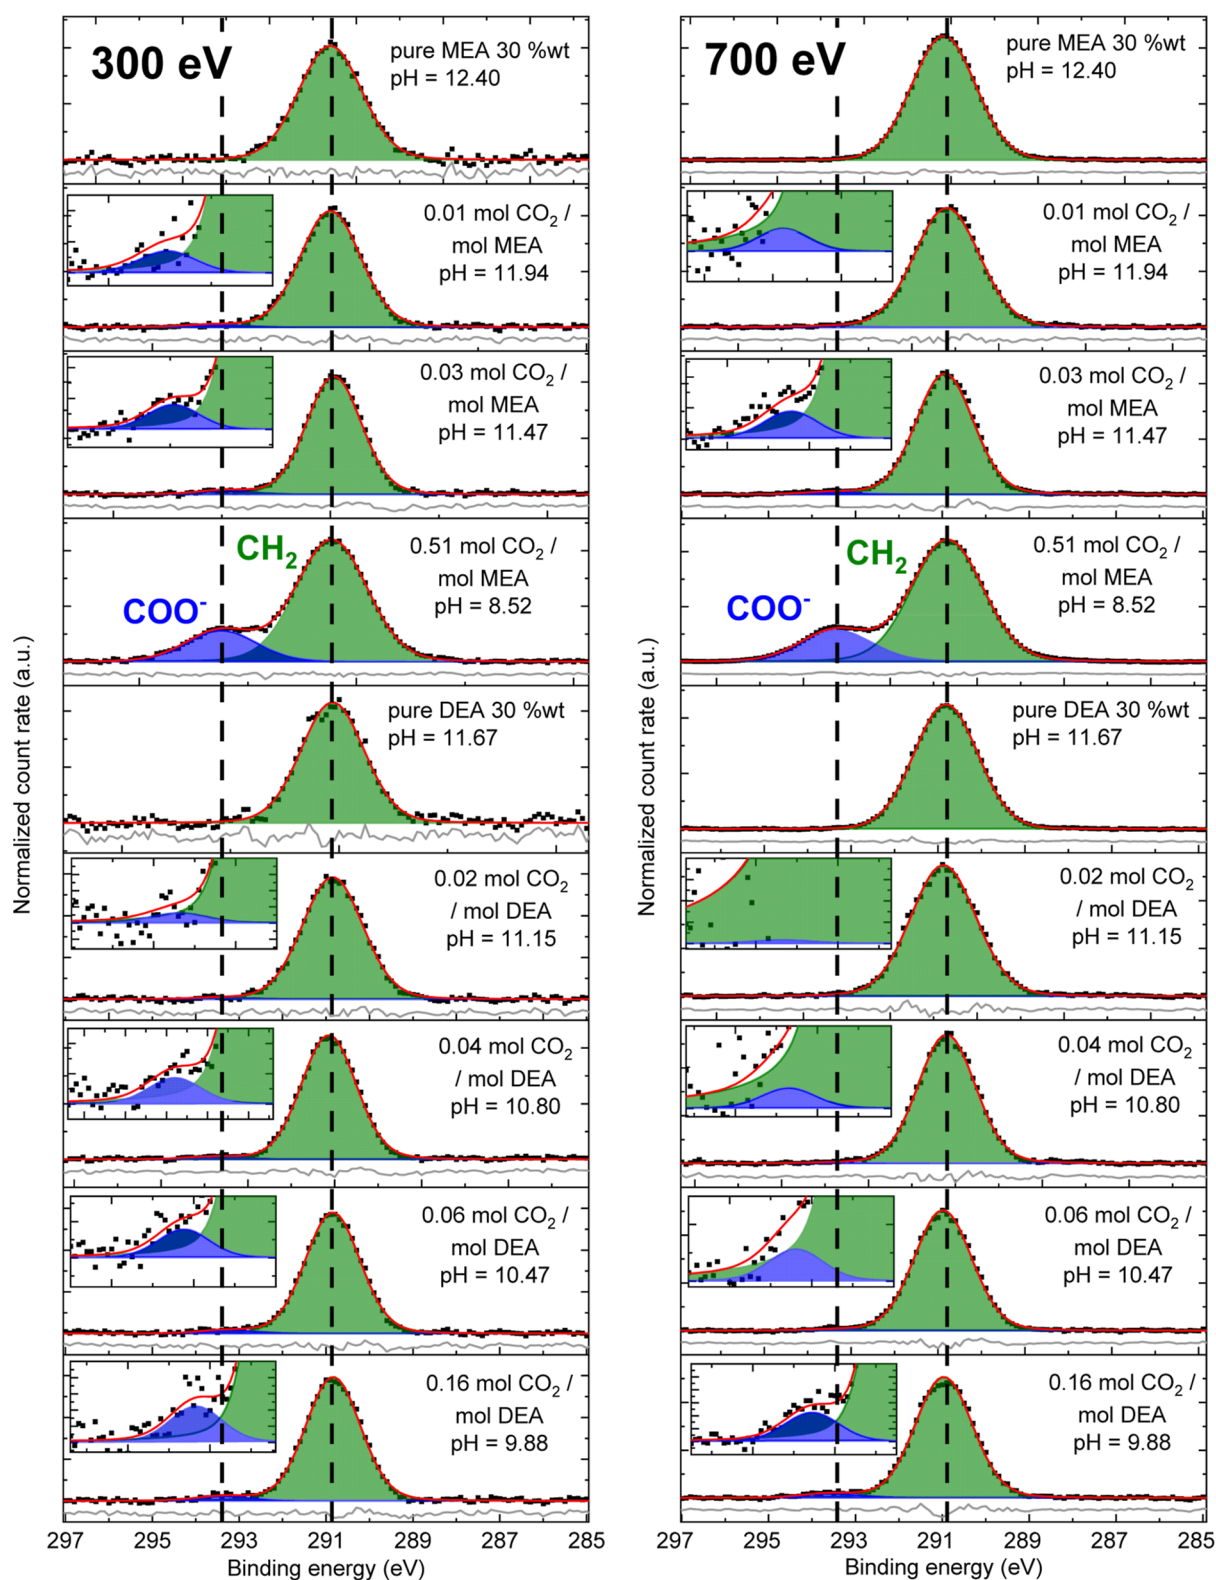 300 eV
pure MEA 30 %wt
pH = 12.40
0.01 mol CO₂ /
mol MEA
pH = 11.94
0.03 mol CO₂ /
mol MEA
pH = 11.47
CH₂
COO⁻
0.51 mol CO₂ /
mol MEA
pH = 8.52
pure DEA 30 %wt
pH = 11.67
0.02 mol CO₂
/ mol DEA
pH = 11.15
0.04 mol CO₂
/ mol DEA
pH = 10.80
0.06 mol CO₂ /
mol DEA
pH = 10.47
0.16 mol CO₂ /
mol DEA
pH = 9.88
Normalized count rate (a.u.)
297 295 293 291 289 287 285
Binding energy (eV)
700 eV
pure MEA 30 %wt
pH = 12.40
0.01 mol CO₂ /
mol MEA
pH = 11.94
0.03 mol CO₂ /
mol MEA
pH = 11.47
CH₂
COO⁻
0.51 mol CO₂ /
mol MEA
pH = 8.52
pure DEA 30 %wt
pH = 11.67
0.02 mol CO₂
/ mol DEA
pH = 11.15
0.04 mol CO₂
/ mol DEA
pH = 10.80
0.06 mol CO₂ /
mol DEA
pH = 10.47
0.16 mol CO₂ /
mol DEA
pH = 9.88
Normalized count rate (a.u.)
297 295 293 291 289 287 285
Binding energy (eV)